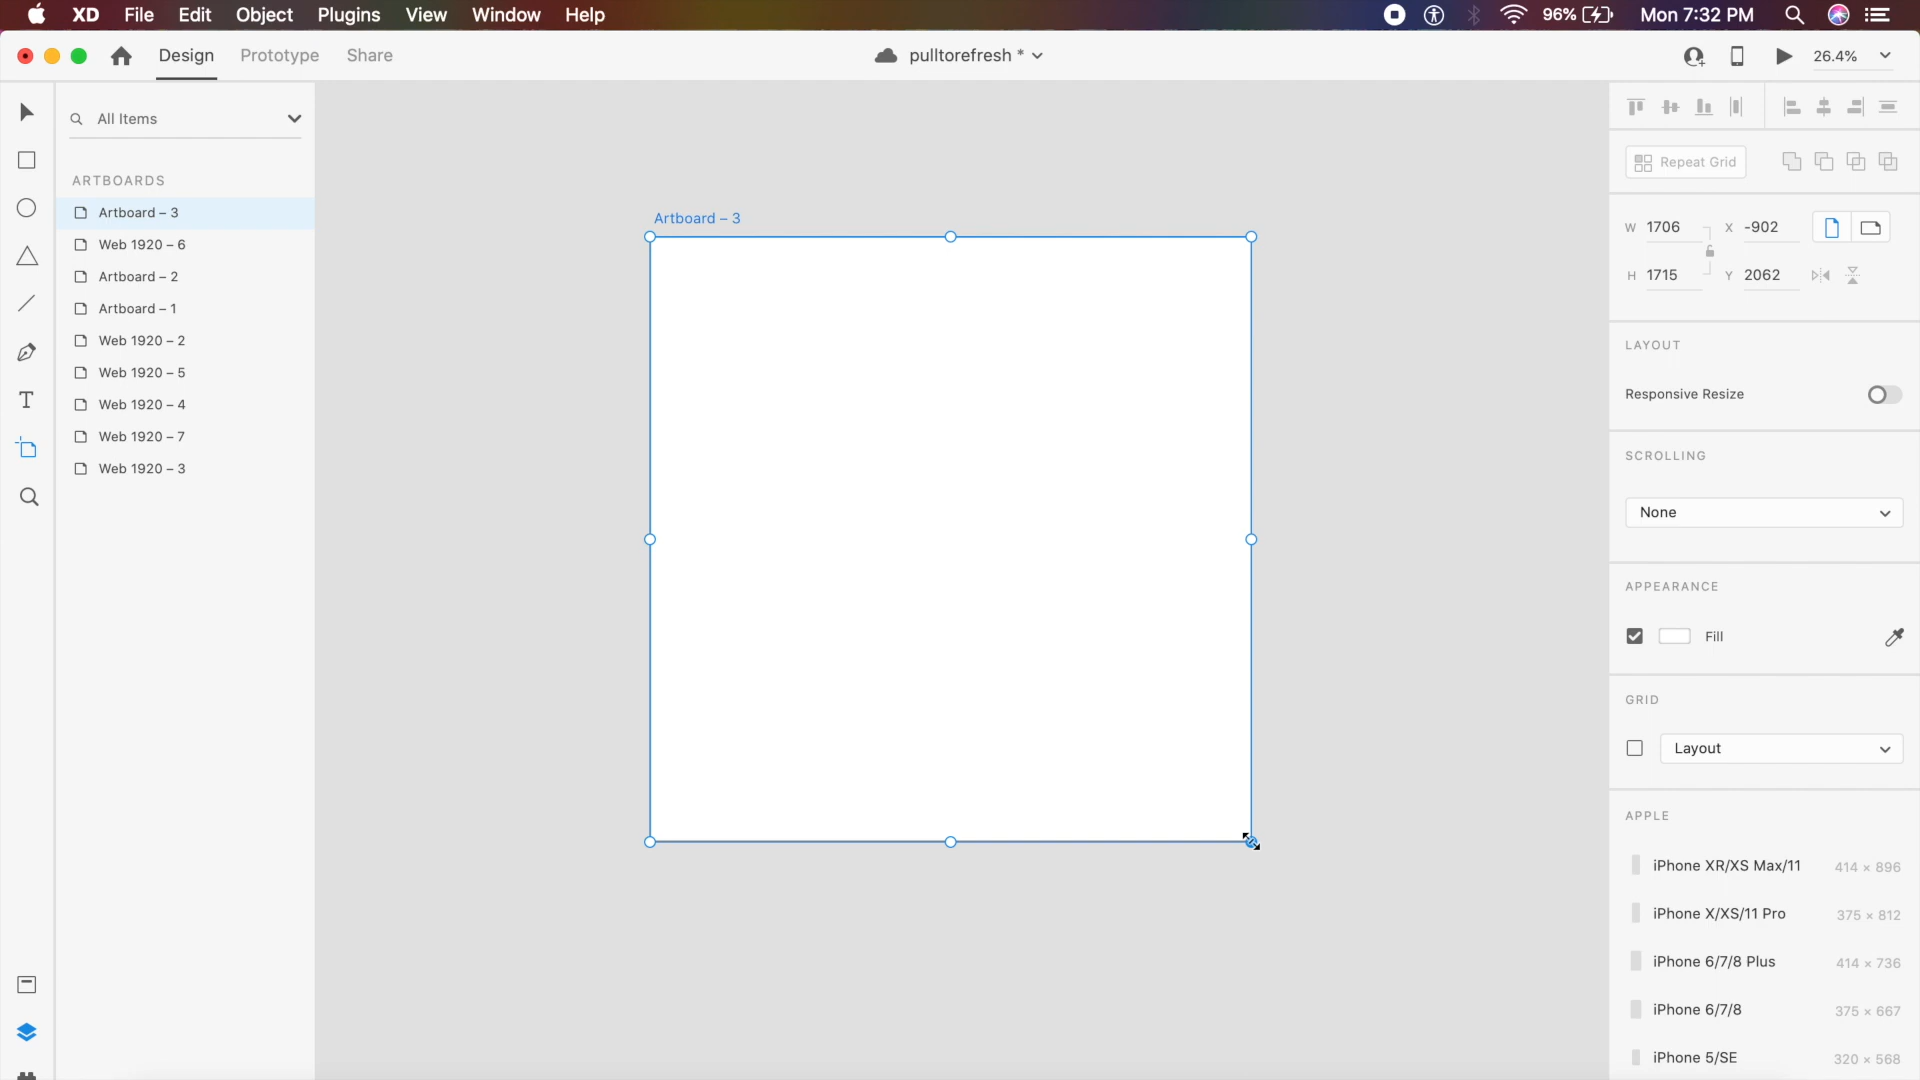 XD File Edit Object Plugins View Window Help 96% Mon 7:32 PM
Design Prototype Share pulltorefresh * 26.4%
All Items
ARTBOARDS
Artboard – 3
Web 1920 – 6
Artboard – 2
Artboard – 1
Web 1920 – 2
Web 1920 – 5
Web 1920 – 4
Web 1920 – 7
Web 1920 – 3
T
Artboard – 3
Repeat Grid
W 1706 X -902
H 1715 Y 2062
LAYOUT
Responsive Resize
SCROLLING
None
APPEARANCE
Fill
GRID
Layout
APPLE
iPhone XR/XS Max/11 414 × 896
iPhone X/XS/11 Pro 375 × 812
iPhone 6/7/8 Plus 414 × 736
iPhone 6/7/8 375 × 667
iPhone 5/SE 320 × 568